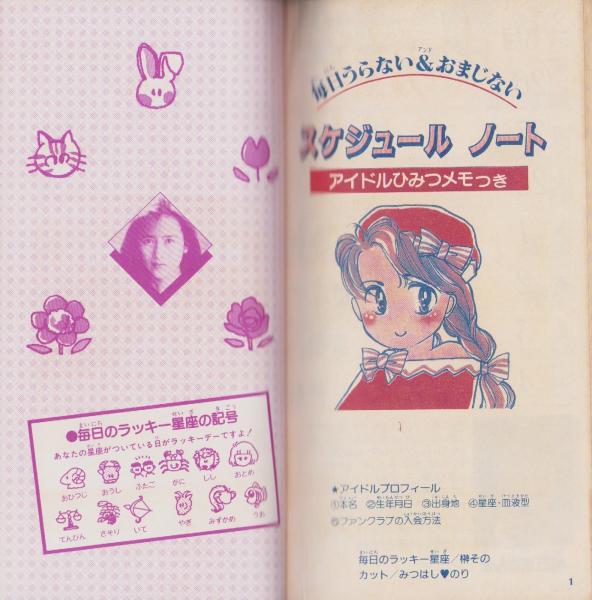 ●毎日のラッキー星座の記号
あなたの星座がついている日がラッキーデーですよ!
おひつじ おうし ふたご かに しし おとめ
てんびん さそり いて やぎ みずがめ うお
毎日うらない&おまじない
スケジュール ノート
アイドルひみつメモつき
★アイドルプロフィール
①本名 ②生年月日 ③出身地 ④星座・血液型
⑤ファンクラブの入会方法
毎日のラッキー星座/榊その
カット/みつはし♥のり
1